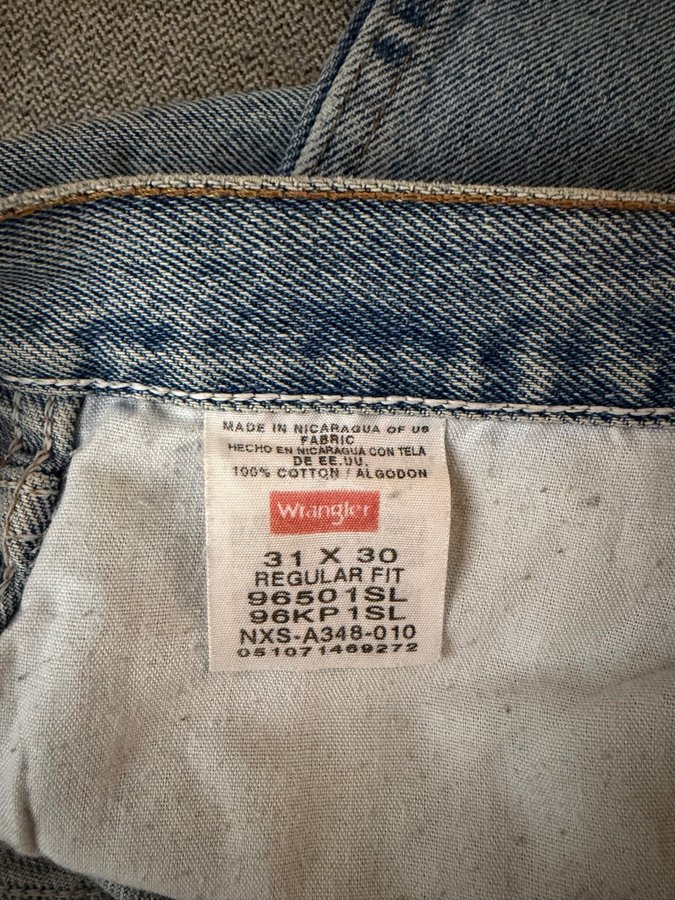 MADE IN NICARAGUA OF US
FABRIC
HECHO EN NICARAGUA CON TELA
DE EE.UU.
100% COTTON / ALGODON
Wrangler
31 X 30
REGULAR FIT
96501SL
96KP1SL
NXS-A348-010
051071469272